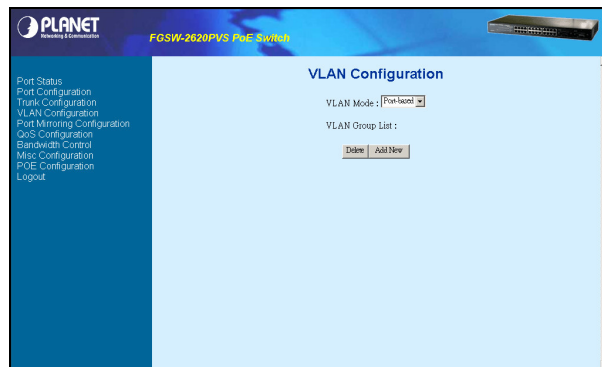 PLANET
Networking & Communication
FGSW-2620PVS PoE Switch
Port Status
Port Configuration
Trunk Configuration
VLAN Configuration
Port Mirroring Configuration
QoS Configuration
Bandwidth Control
Misc Configuration
POE Configuration
Logout
VLAN Configuration
VLAN Mode : Port-based
VLAN Group List :
Delete Add New